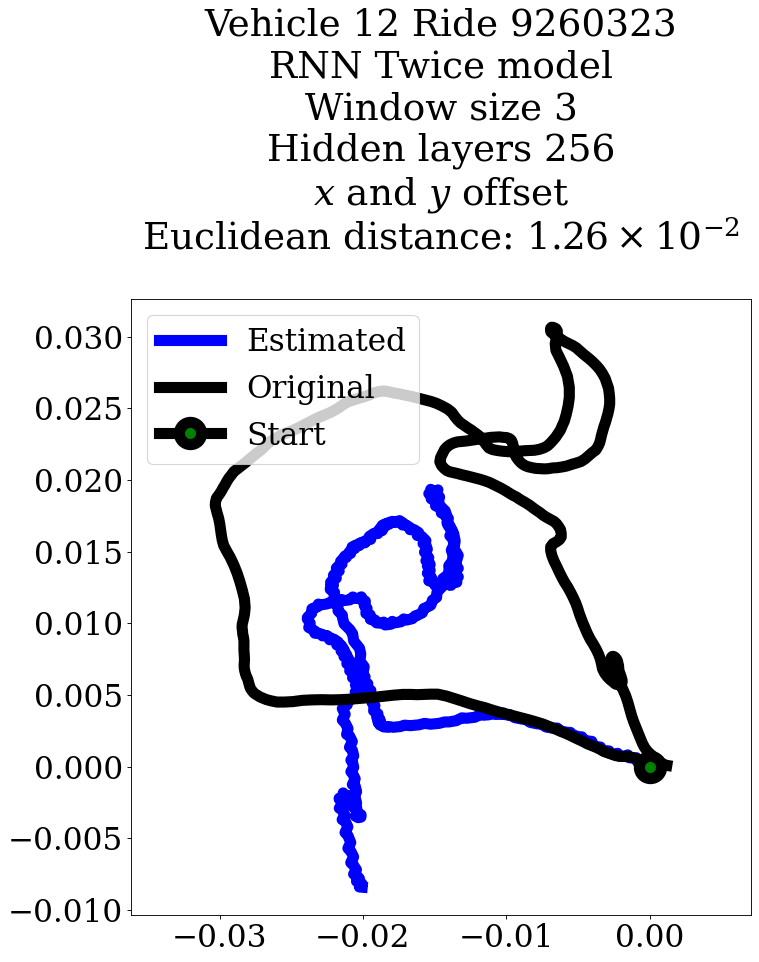 Vehicle 12 Ride 9260323
RNN Twice model
Window size 3
Hidden layers 256
x and y offset
Euclidean distance: 1.26 × 10⁻²
Estimated
Original
Start
0.030
0.025
0.020
0.015
0.010
0.005
0.000
−0.005
−0.010
−0.03 −0.02 −0.01 0.00